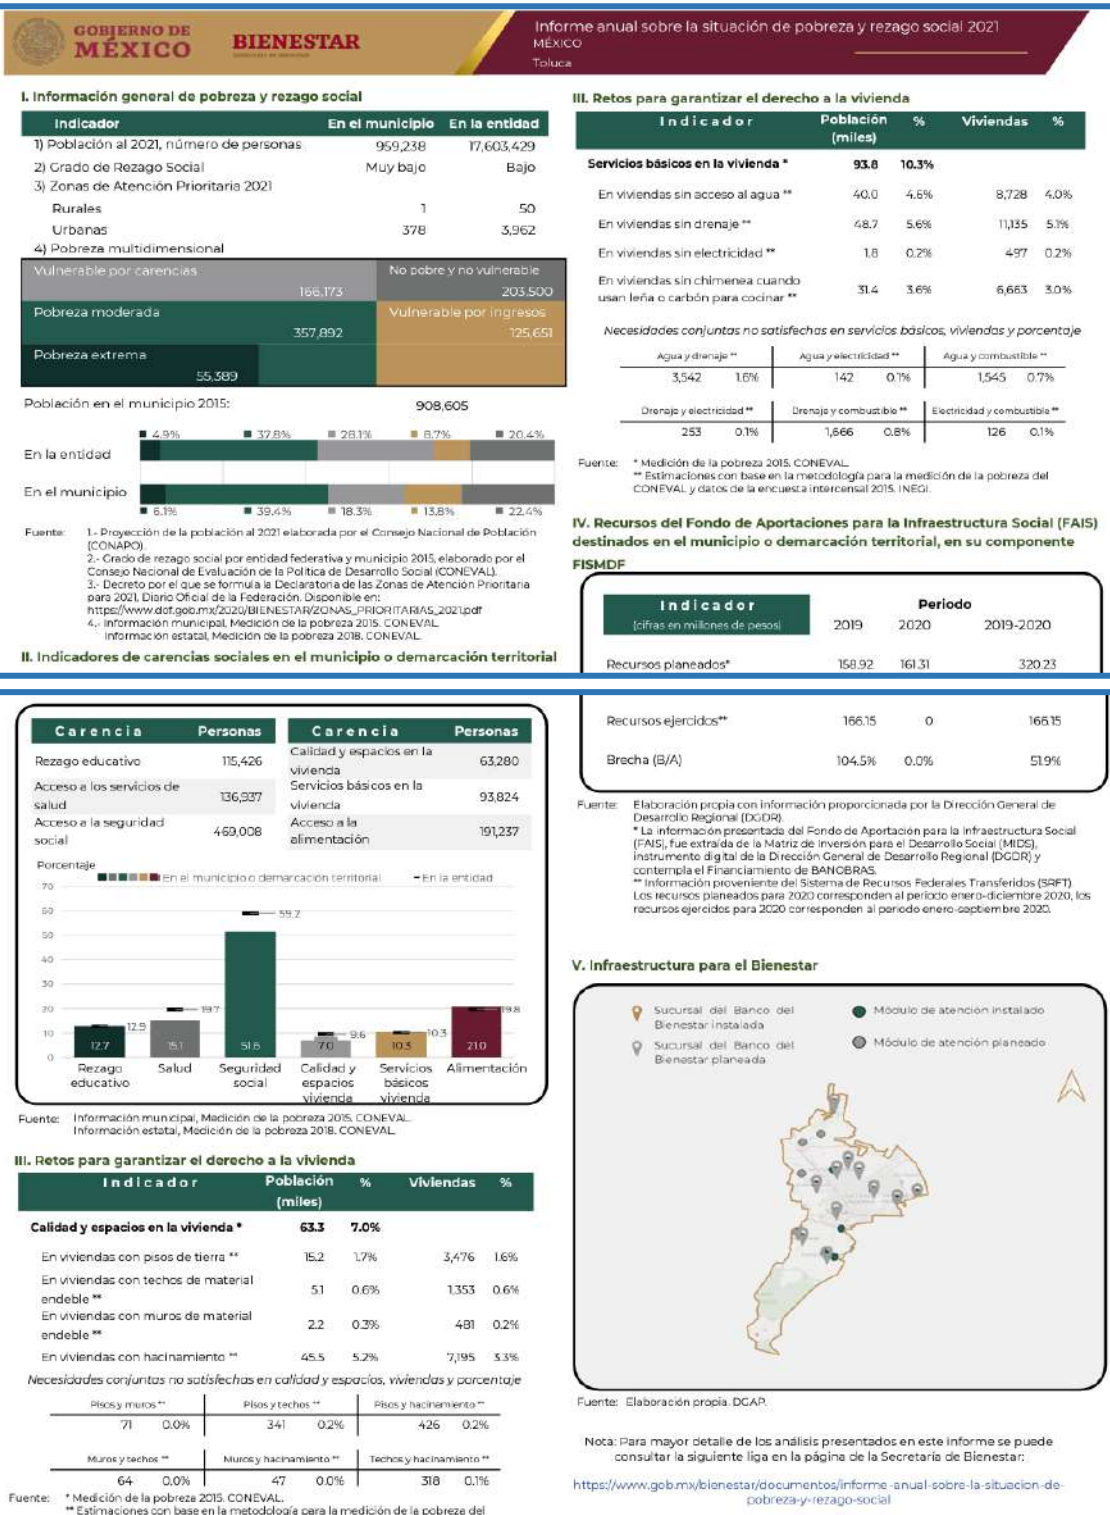 GOBIERNO DE
MÉXICO
BIENESTAR
Informe anual sobre la situación de pobreza y rezago social 2021
MÉXICO
Toluca
I. Información general de pobreza y rezago social
Indicador En el municipio En la entidad
1) Población al 2021, número de personas 959,238 17,603,429
2) Grado de Rezago Social Muy bajo Bajo
3) Zonas de Atención Prioritaria 2021
Rurales 1 50
Urbanas 378 3,962
4) Pobreza multidimensional
Vulnerable por carencias No pobre y no vulnerable
166,173 203,500
Pobreza moderada Vulnerable por ingresos
357,892 125,651
Pobreza extrema
55,389
Población en el municipio 2015: 908,605
4.9% 37.8% 28.1% 8.7% 20.4%
En la entidad
En el municipio
6.1% 39.4% 18.3% 13.8% 22.4%
Fuente: 1.- Proyección de la población al 2021 elaborada por el Consejo Nacional de Población
(CONAPO).
2.- Grado de rezago social por entidad federativa y municipio 2015, elaborado por el
Consejo Nacional de Evaluación de la Política de Desarrollo Social (CONEVAL).
3.- Decreto por el que se formula la Declaratoria de las Zonas de Atención Prioritaria
para 2021, Diario Oficial de la Federación. Disponible en:
https://www.dof.gob.mx/2020/BIENESTAR/ZONAS_PRIORITARIAS_2021.pdf
4.- Información municipal, Medición de la pobreza 2015. CONEVAL.
Información estatal, Medición de la pobreza 2018. CONEVAL.
II. Indicadores de carencias sociales en el municipio o demarcación territorial
III. Retos para garantizar el derecho a la vivienda
Indicador Población (miles) % Viviendas %
Servicios básicos en la vivienda * 93.8 10.3%
En viviendas sin acceso al agua ** 40.0 4.6% 8,728 4.0%
En viviendas sin drenaje ** 48.7 5.6% 11,135 5.1%
En viviendas sin electricidad ** 1.8 0.2% 497 0.2%
En viviendas sin chimenea cuando
usan leña o carbón para cocinar ** 31.4 3.6% 6,663 3.0%
Necesidades conjuntas no satisfechas en servicios básicos, viviendas y porcentaje
Agua y drenaje ** Agua y electricidad ** Agua y combustible **
3,542 1.6% 142 0.1% 1,545 0.7%
Drenaje y electricidad ** Drenaje y combustible ** Electricidad y combustible **
253 0.1% 1,666 0.8% 126 0.1%
Fuente: * Medición de la pobreza 2015. CONEVAL.
** Estimaciones con base en la metodología para la medición de la pobreza del
CONEVAL y datos de la encuesta intercensal 2015. INEGI.
IV. Recursos del Fondo de Aportaciones para la Infraestructura Social (FAIS)
destinados en el municipio o demarcación territorial, en su componente
FISMDF
Indicador Periodo
(cifras en millones de pesos) 2019 2020 2019-2020
Recursos planeados* 158.92 161.31 320.23
Carencia Personas Carencia Personas
Rezago educativo 115,426 Calidad y espacios en la vivienda 63,280
Acceso a los servicios de salud 136,937 Servicios básicos en la vivienda 93,824
Acceso a la seguridad social 469,008 Acceso a la alimentación 191,237
Porcentaje
En el municipio o demarcación territorial En la entidad
70
60
50
40
30
20
10
0
59.2
19.7
12.9
9.6
10.3
19.8
12.7 15.1 51.6 7.0 10.3 21.0
Rezago educativo Salud Seguridad social Calidad y espacios vivienda Servicios básicos vivienda Alimentación
Fuente: Información municipal, Medición de la pobreza 2015. CONEVAL.
Información estatal, Medición de la pobreza 2018. CONEVAL.
III. Retos para garantizar el derecho a la vivienda
Indicador Población (miles) % Viviendas %
Calidad y espacios en la vivienda * 63.3 7.0%
En viviendas con pisos de tierra ** 15.2 1.7% 3,476 1.6%
En viviendas con techos de material
endeble ** 5.1 0.6% 1,353 0.6%
En viviendas con muros de material
endeble ** 2.2 0.3% 481 0.2%
En viviendas con hacinamiento ** 45.5 5.2% 7,195 3.3%
Necesidades conjuntas no satisfechas en calidad y espacios, viviendas y porcentaje
Pisos y muros ** Pisos y techos ** Pisos y hacinamiento **
71 0.0% 341 0.2% 426 0.2%
Muros y techos ** Muros y hacinamiento ** Techos y hacinamiento **
64 0.0% 47 0.0% 318 0.1%
Fuente: * Medición de la pobreza 2015. CONEVAL.
** Estimaciones con base en la metodología para la medición de la pobreza del
Recursos ejercidos** 166.15 0 166.15
Brecha (B/A) 104.5% 0.0% 51.9%
Fuente: Elaboración propia con información proporcionada por la Dirección General de
Desarrollo Regional (DGDR).
* La información presentada del Fondo de Aportación para la Infraestructura Social
(FAIS), fue extraída de la Matriz de Inversión para el Desarrollo Social (MIDS),
instrumento digital de la Dirección General de Desarrollo Regional (DGDR) y
contempla el Financiamiento de BANOBRAS.
** Información proveniente del Sistema de Recursos Federales Transferidos (SRFT).
Los recursos planeados para 2020 corresponden al periodo enero-diciembre 2020, los
recursos ejercidos para 2020 corresponden al periodo enero-septiembre 2020.
V. Infraestructura para el Bienestar
Sucursal del Banco del
Bienestar instalada
Módulo de atención instalado
Sucursal del Banco del
Bienestar planeada
Módulo de atención planeado
Fuente: Elaboración propia. DGAP.
Nota: Para mayor detalle de los análisis presentados en este informe se puede
consultar la siguiente liga en la página de la Secretaría de Bienestar:
https://www.gob.mx/bienestar/documentos/informe-anual-sobre-la-situacion-de-
pobreza-y-rezago-social